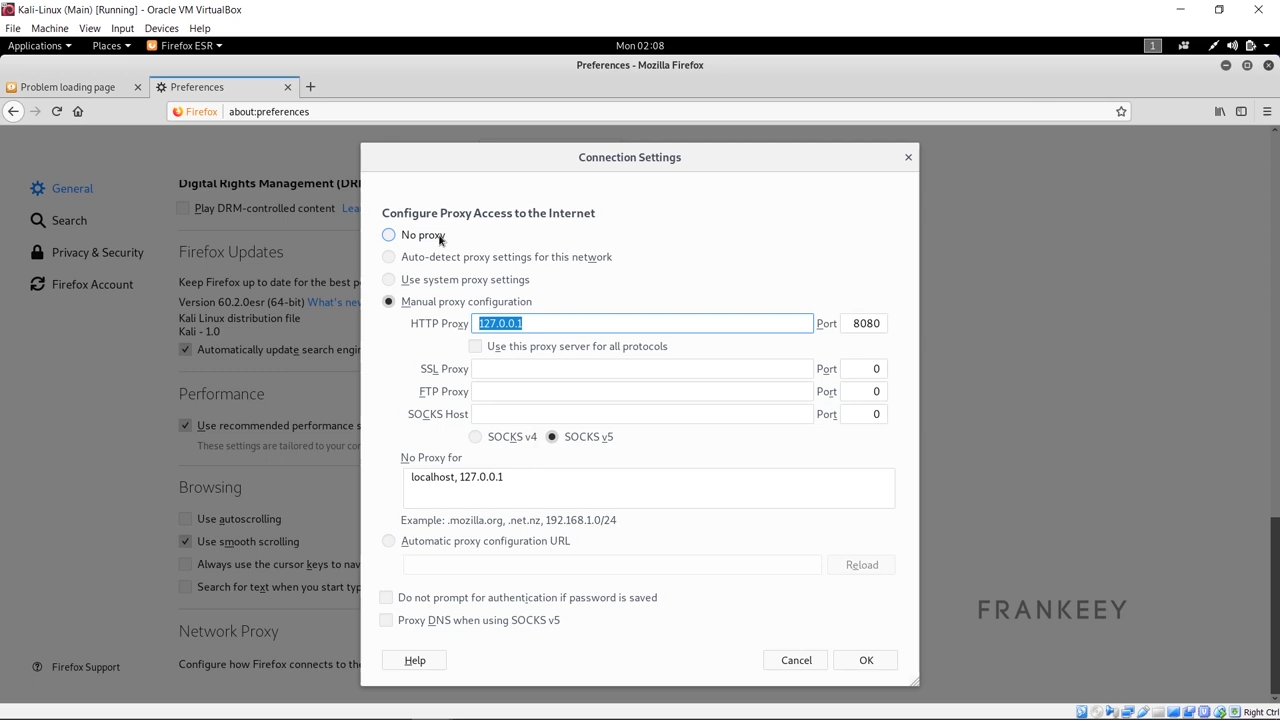 Kali-Linux (Main) [Running] - Oracle VM VirtualBox
File Machine View Input Devices Help
Applications Places Firefox ESR Mon 02:08 1
Preferences - Mozilla Firefox
Problem loading page Preferences
Firefox about:preferences
Connection Settings
Digital Rights Management (DRM
General
Play DRM-controlled content Lea
Configure Proxy Access to the Internet
Search
No proxy
Privacy & Security
Firefox Updates
Auto-detect proxy settings for this network
Firefox Account
Keep Firefox up to date for the best p
Use system proxy settings
Version 60.2.0esr (64-bit) What's new
Manual proxy configuration
Firefox Linux distribution file
HTTP Proxy 127.0.0.1 Port 8080
Kali - 1.0
Automatically update search engin
Use this proxy server for all protocols
SSL Proxy Port 0
Performance
FTP Proxy Port 0
SOCKS Host Port 0
Use recommended performance s
SOCKS v4 SOCKS v5
These settings are tailored to your cor
No Proxy for
localhost, 127.0.0.1
Browsing
Use autoscrolling
Example: .mozilla.org, .net.nz, 192.168.1.0/24
Use smooth scrolling
Automatic proxy configuration URL
Always use the cursor keys to nav
Reload
Search for text when you start typ
Do not prompt for authentication if password is saved
FRANKEEY
Proxy DNS when using SOCKS v5
Network Proxy
Configure how Firefox connects to the
Firefox Support
Help Cancel OK
Right Ctrl